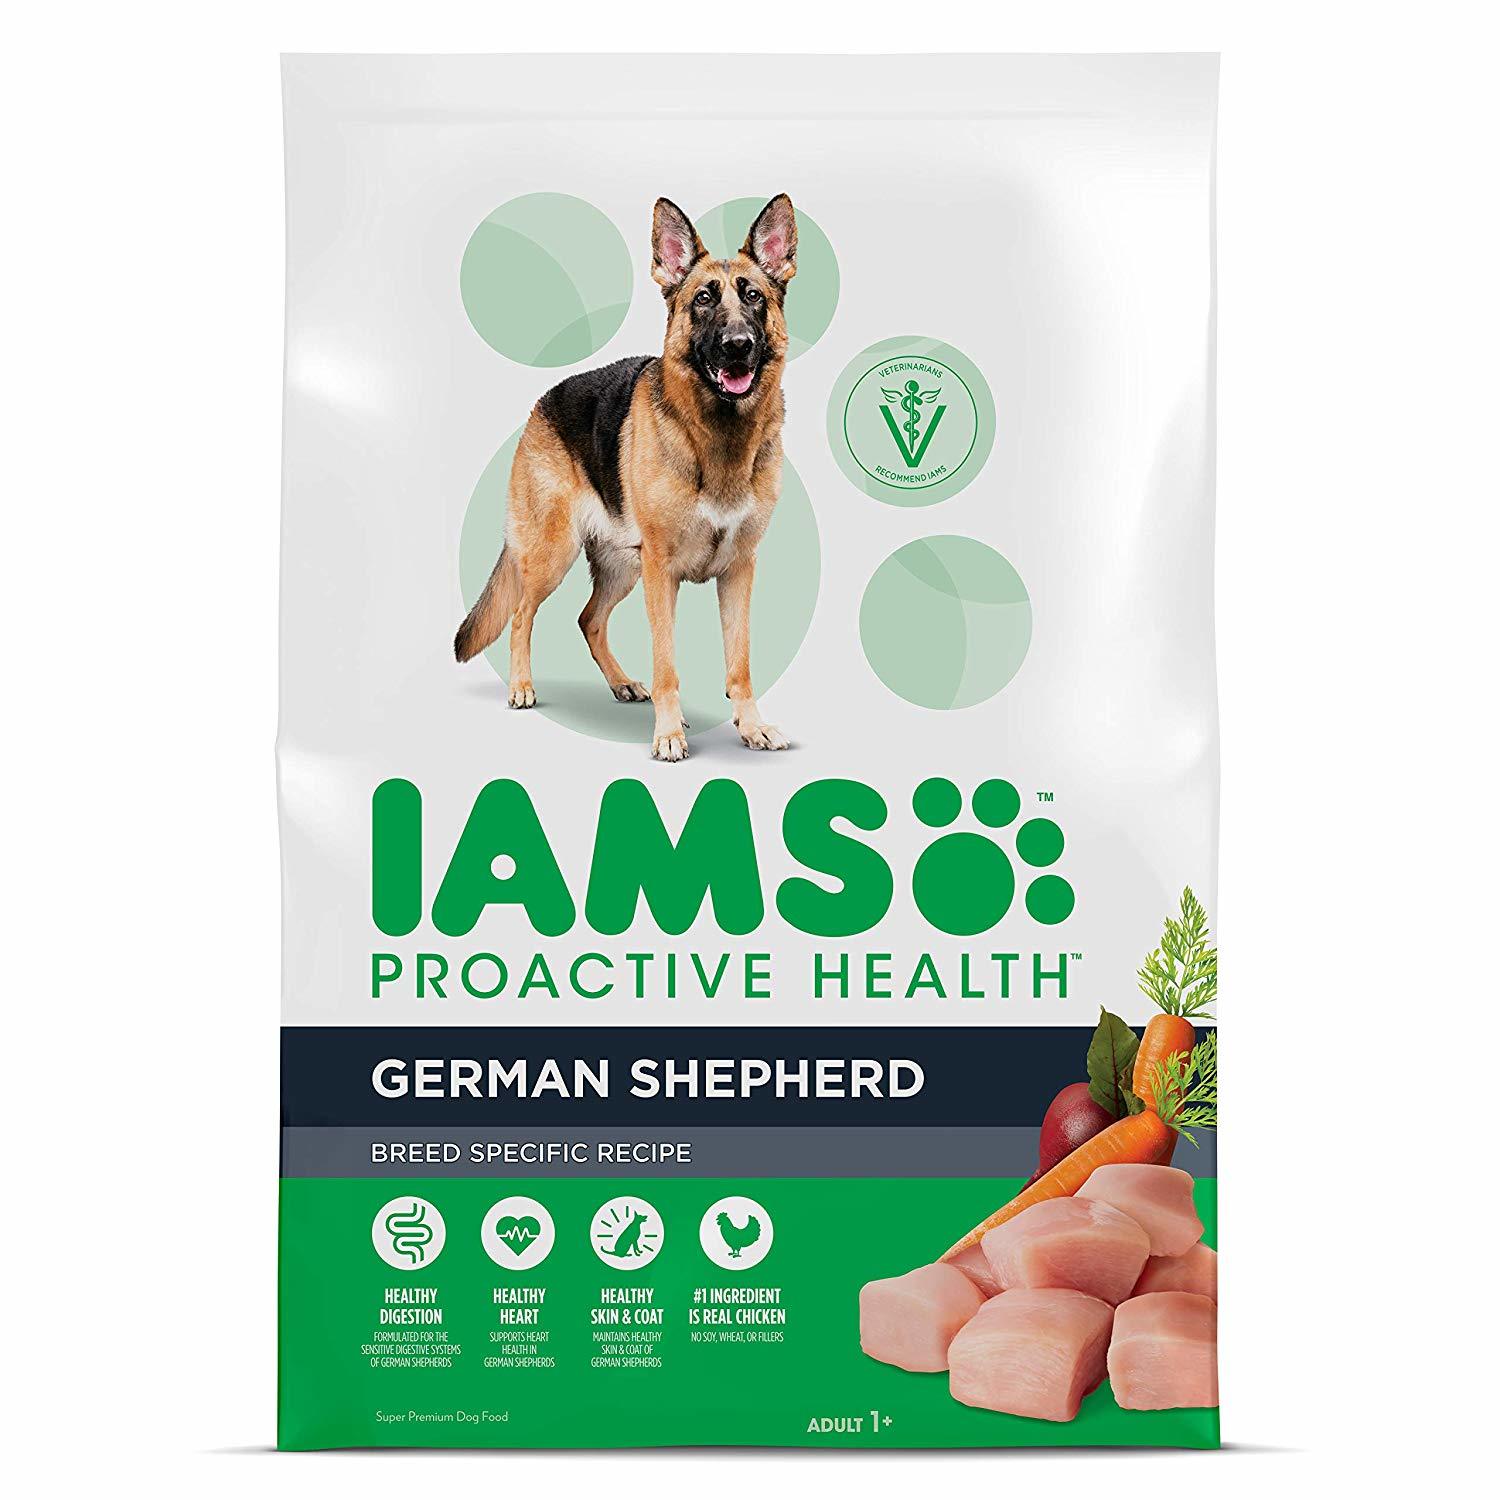 VETERINARIANS
V
RECOMMEND IAMS
IAMS ™
PROACTIVE HEALTH™
GERMAN SHEPHERD
BREED SPECIFIC RECIPE
HEALTHY
DIGESTION
FORMULATED FOR THE
SENSITIVE DIGESTIVE SYSTEMS
OF GERMAN SHEPHERDS
HEALTHY
HEART
SUPPORTS HEART
HEALTH IN
GERMAN SHEPHERDS
HEALTHY
SKIN & COAT
MAINTAINS HEALTHY
SKIN & COAT OF
GERMAN SHEPHERDS
#1 INGREDIENT
IS REAL CHICKEN
NO SOY, WHEAT, OR FILLERS
Super Premium Dog Food
ADULT 1+